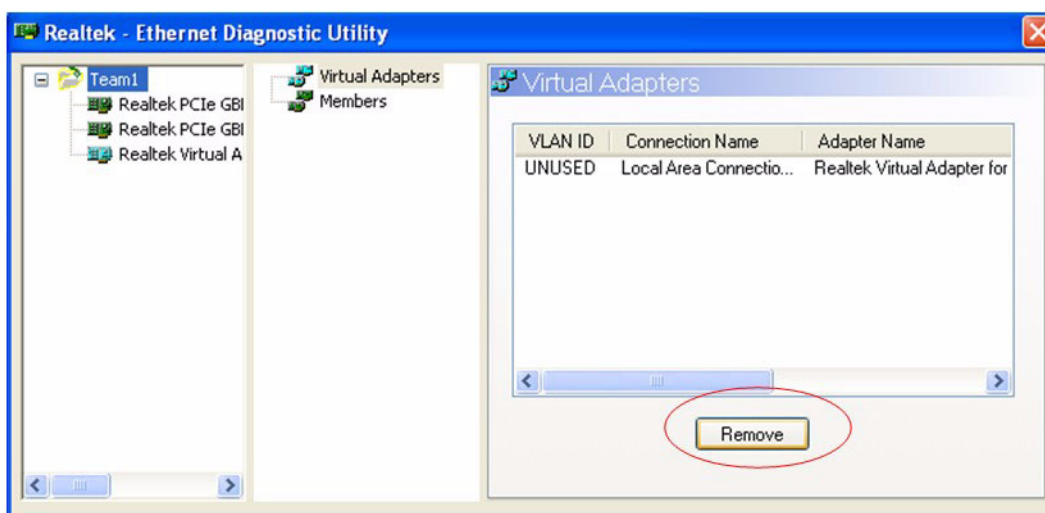 Realtek - Ethernet Diagnostic Utility
Team1
Realtek PCIe GBI
Realtek PCIe GBI
Realtek Virtual A
Virtual Adapters
Members
Virtual Adapters
VLAN ID Connection Name Adapter Name
UNUSED Local Area Connectio... Realtek Virtual Adapter for
Remove